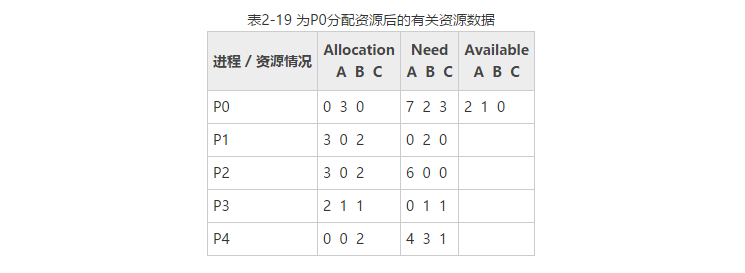 表2-19 为P0分配资源后的有关资源数据
进程 / 资源情况 Allocation Need Available
A B C A B C A B C
P0 0 3 0 7 2 3 2 1 0
P1 3 0 2 0 2 0
P2 3 0 2 6 0 0
P3 2 1 1 0 1 1
P4 0 0 2 4 3 1